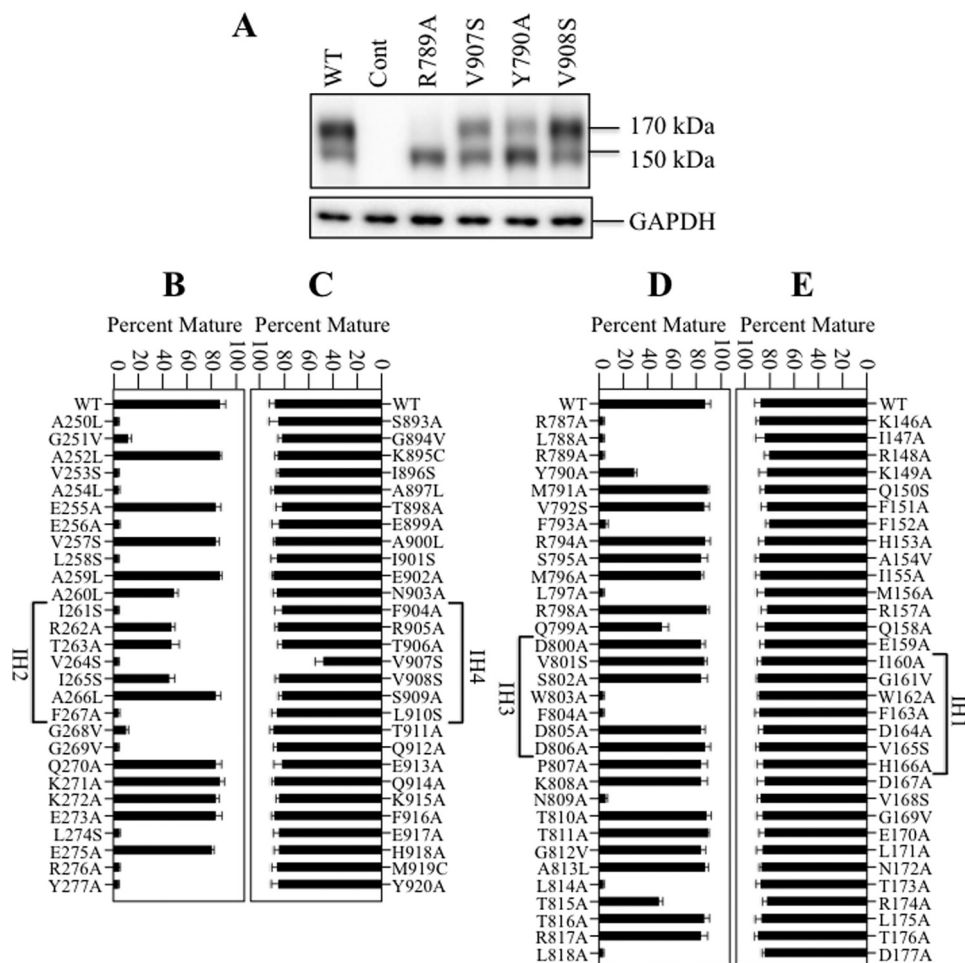 A
WT
Cont
R789A
V907S
Y790A
V908S
170 kDa
150 kDa
GAPDH
B
Percent Mature
0
20
40
60
80
100
WT
A250L
G251V
A252L
V253S
A254L
E255A
E256A
V257S
L258S
A259L
A260L
I261S
R262A
T263A
V264S
I265S
A266L
F267A
G268V
G269V
Q270A
K271A
K272A
E273A
L274S
E275A
R276A
Y277A
IH2
C
Percent Mature
100
80
60
40
20
0
WT
S893A
G894V
K895C
I896S
A897L
T898A
E899A
A900L
I901S
E902A
N903A
F904A
R905A
T906A
V907S
V908S
S909A
L910S
T911A
Q912A
E913A
Q914A
K915A
F916A
E917A
H918A
M919C
Y920A
IH4
D
Percent Mature
0
20
40
60
80
100
WT
R787A
L788A
R789A
Y790A
M791A
V792S
F793A
R794A
S795A
M796A
L797A
R798A
Q799A
D800A
V801S
S802A
W803A
F804A
D805A
D806A
P807A
K808A
N809A
T810A
T811A
G812V
A813L
L814A
T815A
T816A
R817A
L818A
IH3
E
Percent Mature
100
80
60
40
20
0
WT
K146A
I147A
R148A
K149A
Q150S
F151A
F152A
H153A
A154V
I155A
M156A
R157A
Q158A
E159A
I160A
G161V
W162A
F163A
D164A
V165S
H166A
D167A
V168S
G169V
E170A
L171A
N172A
T173A
R174A
L175A
T176A
D177A
IH1